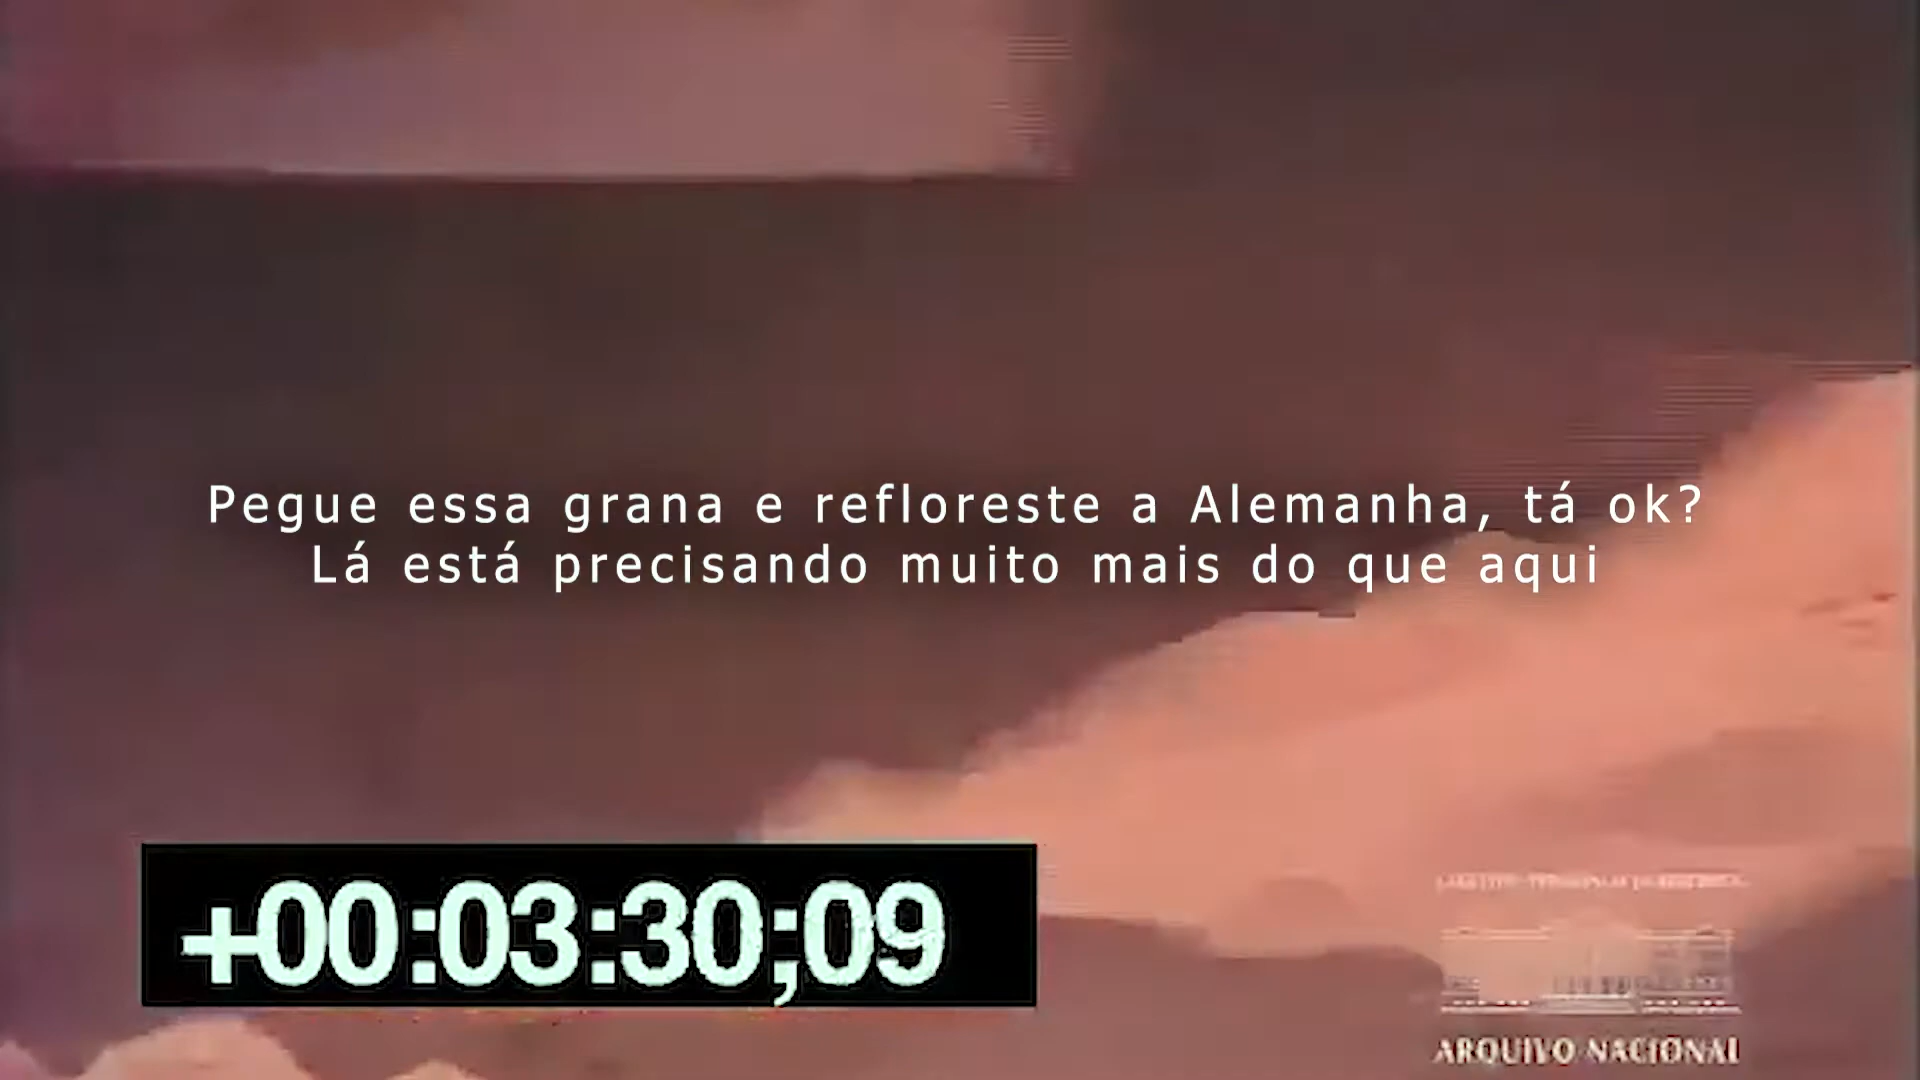 Pegue essa grana e refloreste a Alemanha, tá ok?
Lá está precisando muito mais do que aqui
+00:03:30;09
ARQUIVO NACIONAL